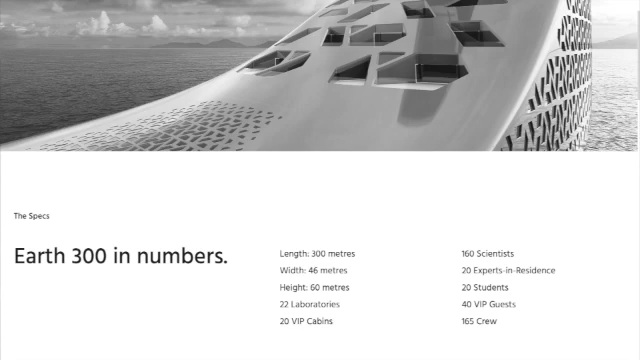 The Specs
Earth 300 in numbers.
Length: 300 metres
Width: 46 metres
Height: 60 metres
22 Laboratories
20 VIP Cabins
160 Scientists
20 Experts-in-Residence
20 Students
40 VIP Guests
165 Crew